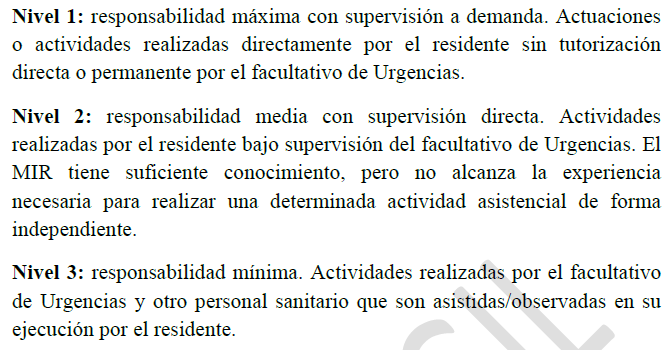 Nivel 1: responsabilidad máxima con supervisión a demanda. Actuaciones
o actividades realizadas directamente por el residente sin tutorización
directa o permanente por el facultativo de Urgencias.
Nivel 2: responsabilidad media con supervisión directa. Actividades
realizadas por el residente bajo supervisión del facultativo de Urgencias. El
MIR tiene suficiente conocimiento, pero no alcanza la experiencia
necesaria para realizar una determinada actividad asistencial de forma
independiente.
Nivel 3: responsabilidad mínima. Actividades realizadas por el facultativo
de Urgencias y otro personal sanitario que son asistidas/observadas en su
ejecución por el residente.